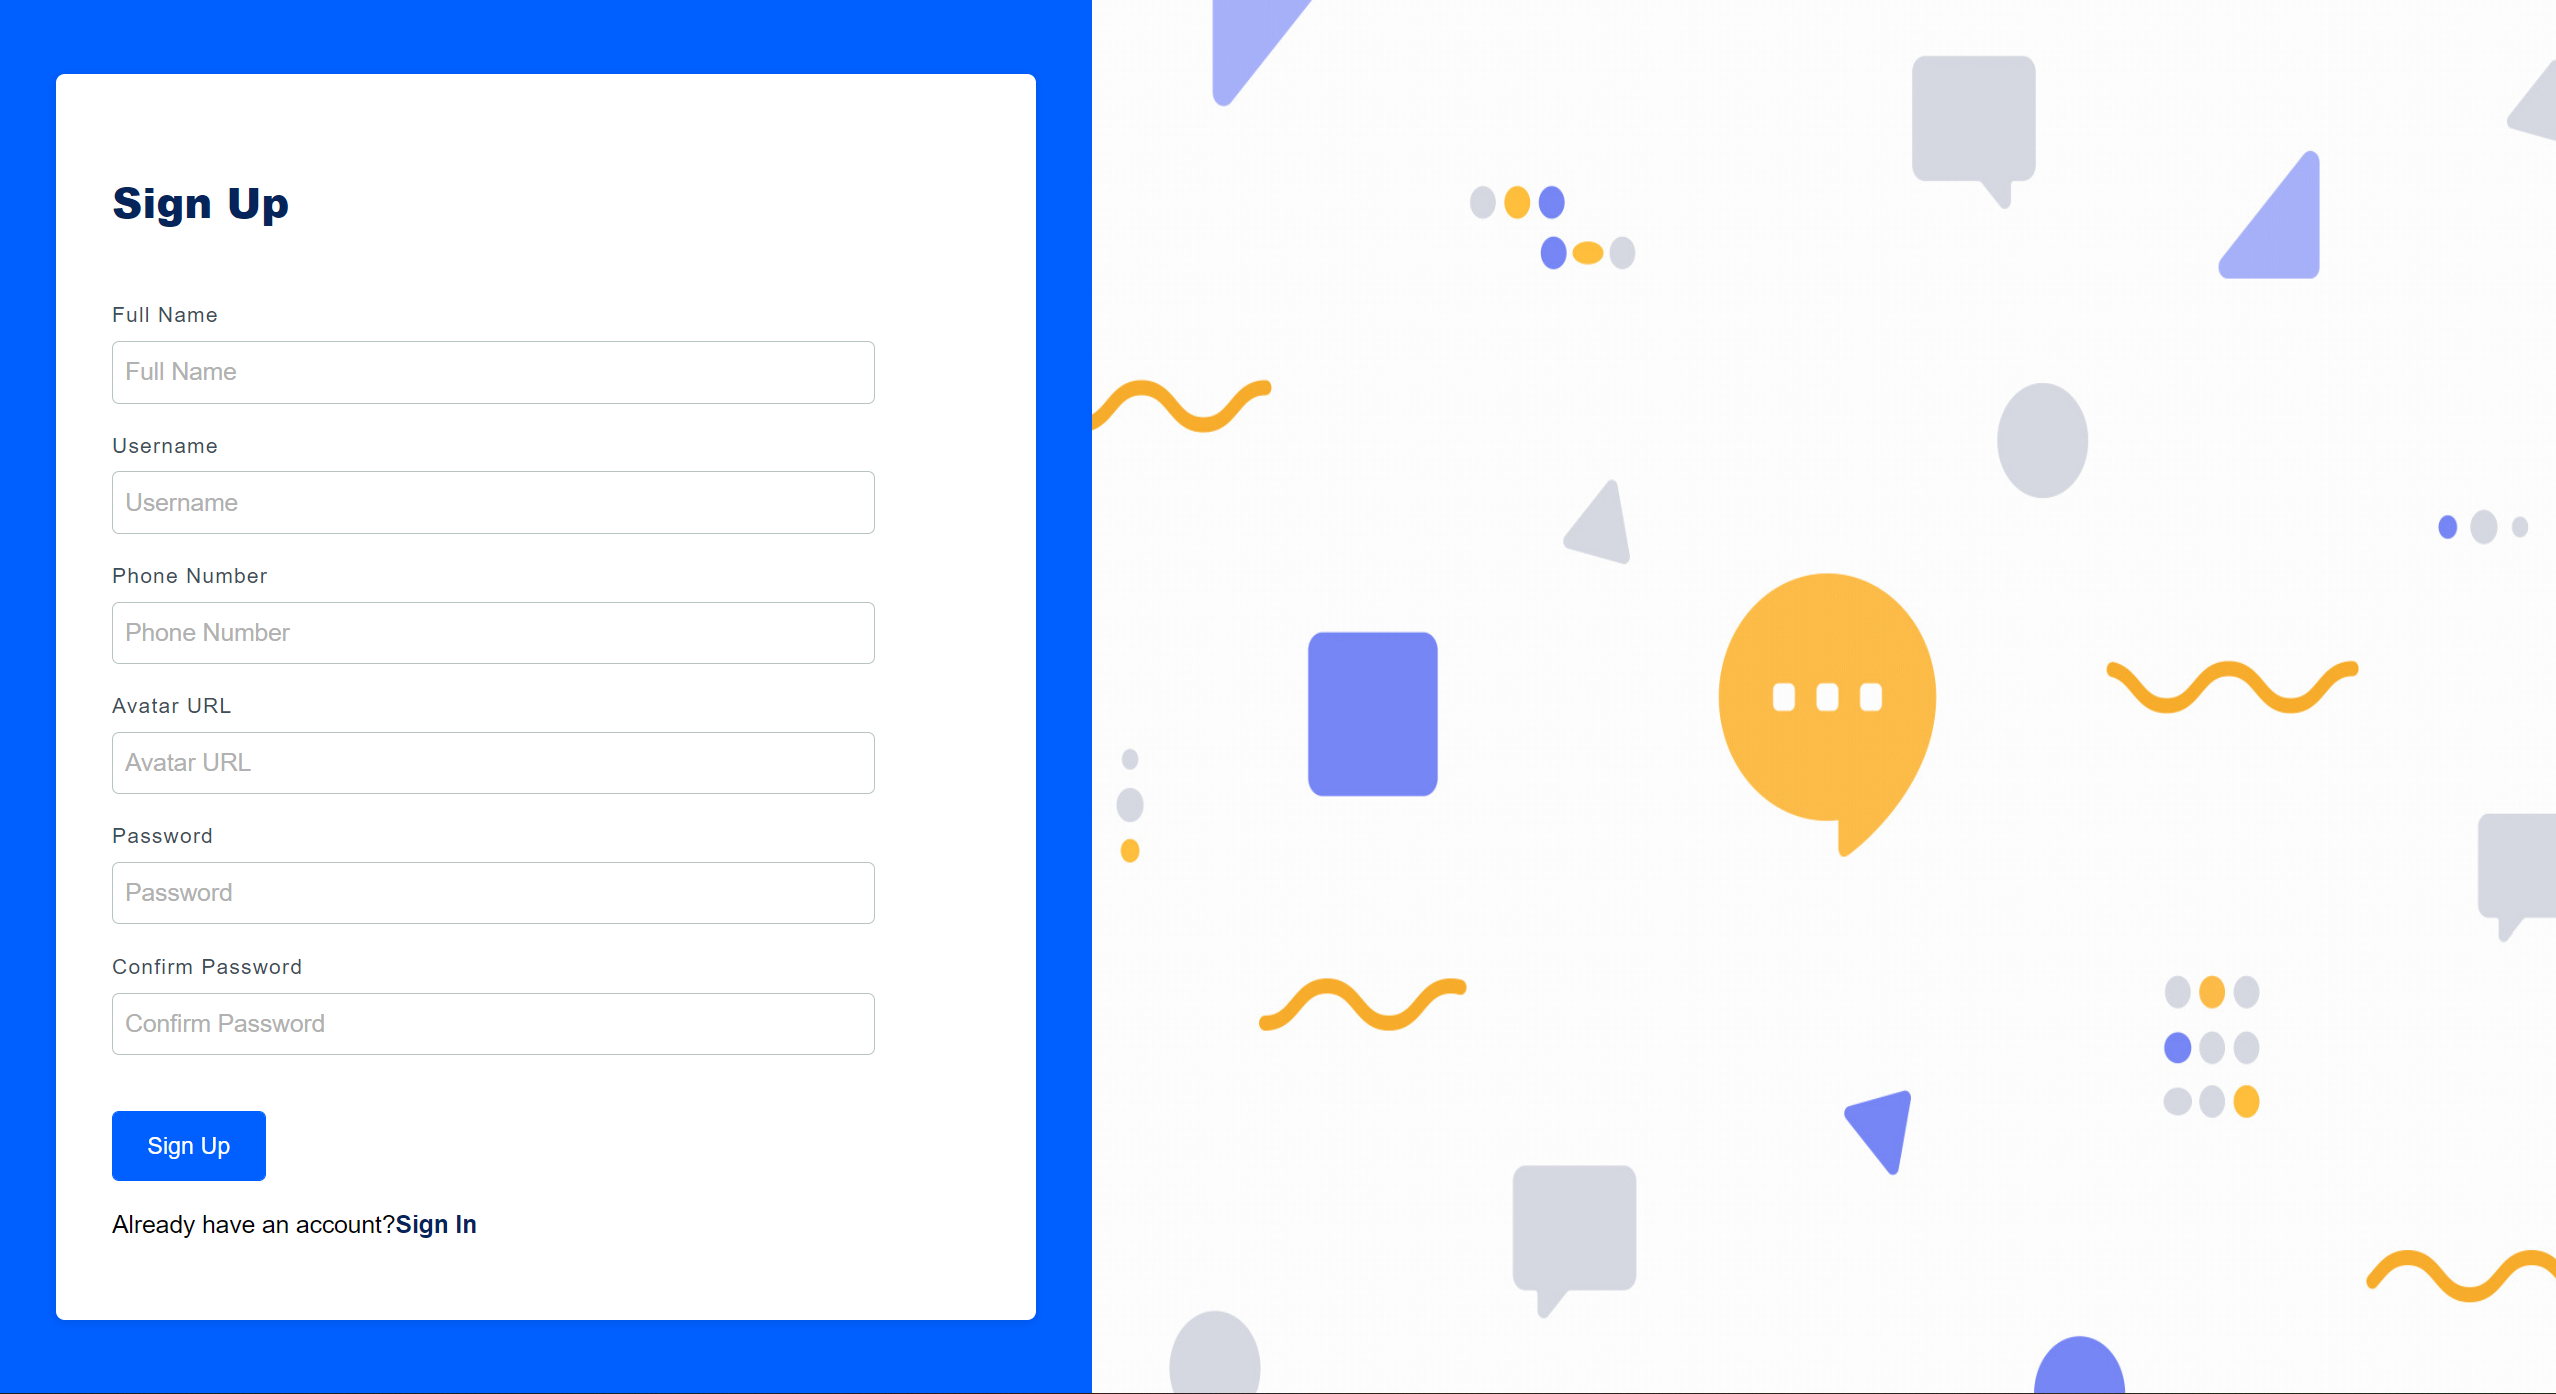 Sign Up
Full Name
Full Name
Username
Username
Phone Number
Phone Number
Avatar URL
Avatar URL
Password
Password
Confirm Password
Confirm Password
Sign Up
Already have an account?Sign In